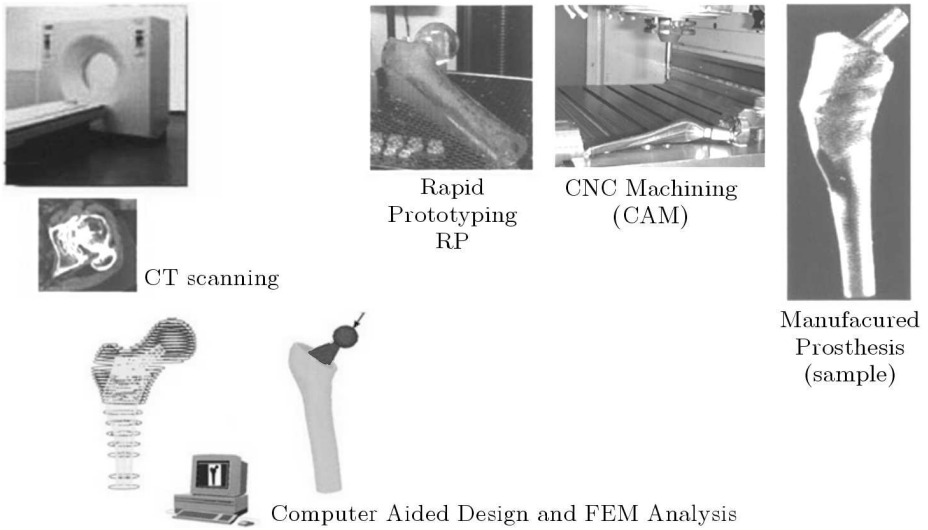 CT scanning
Rapid
Prototyping
RP
CNC Machining
(CAM)
Manufacured
Prosthesis
(sample)
Computer Aided Design and FEM Analysis